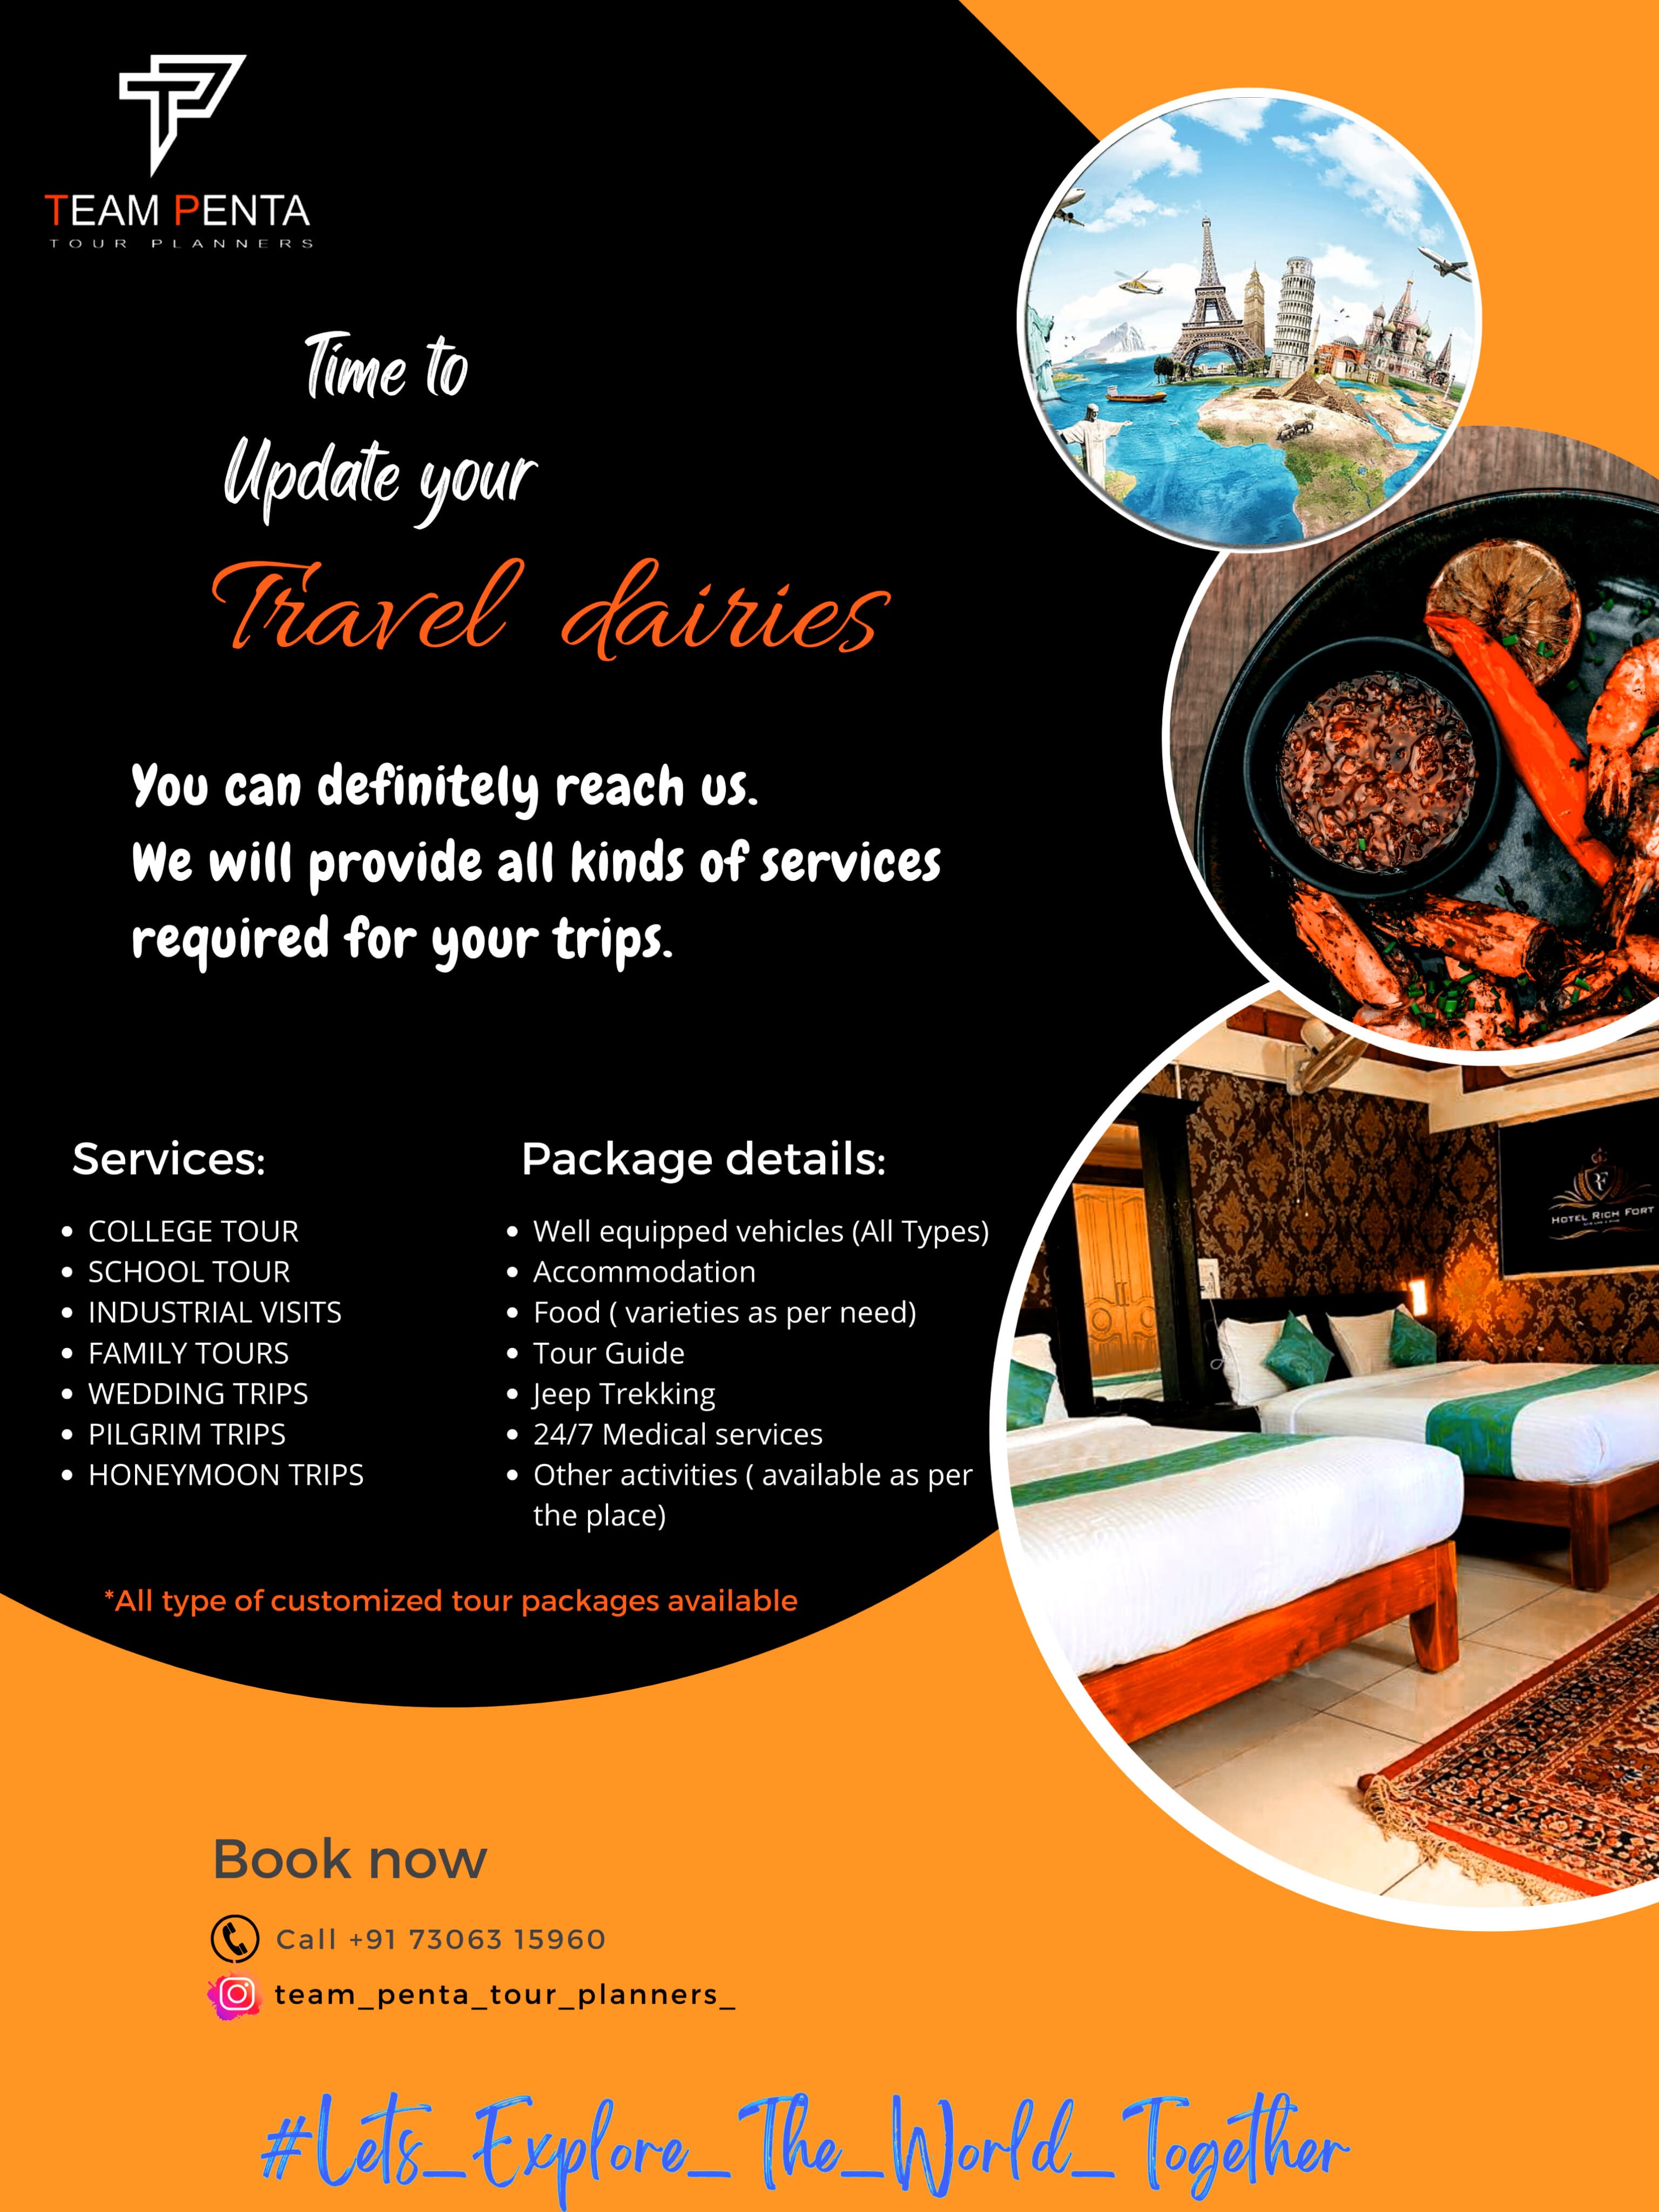 TEAM PENTA
TOUR PLANNERS
Time to
Update your
Travel dairies
You can definitely reach us.
We will provide all kinds of services
required for your trips.
Services:
• COLLEGE TOUR
• SCHOOL TOUR
• INDUSTRIAL VISITS
• FAMILY TOURS
• WEDDING TRIPS
• PILGRIM TRIPS
• HONEYMOON TRIPS
Package details:
• Well equipped vehicles (All Types)
• Accommodation
• Food ( varieties as per need)
• Tour Guide
• Jeep Trekking
• 24/7 Medical services
• Other activities ( available as per
the place)
*All type of customized tour packages available
HOTEL RICH FORT
Book now
Call +91 73063 15960
team_penta_tour_planners_
#Lets_Explore_The_World_Together